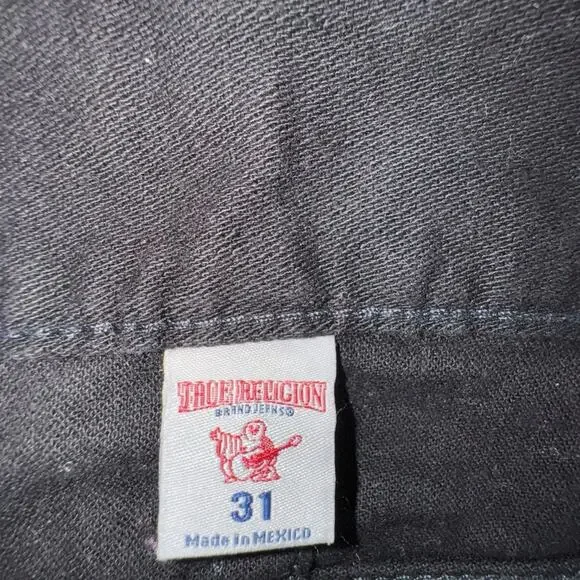 TRUE RELIGION
BRAND JEANS®
31
Made in MEXICO